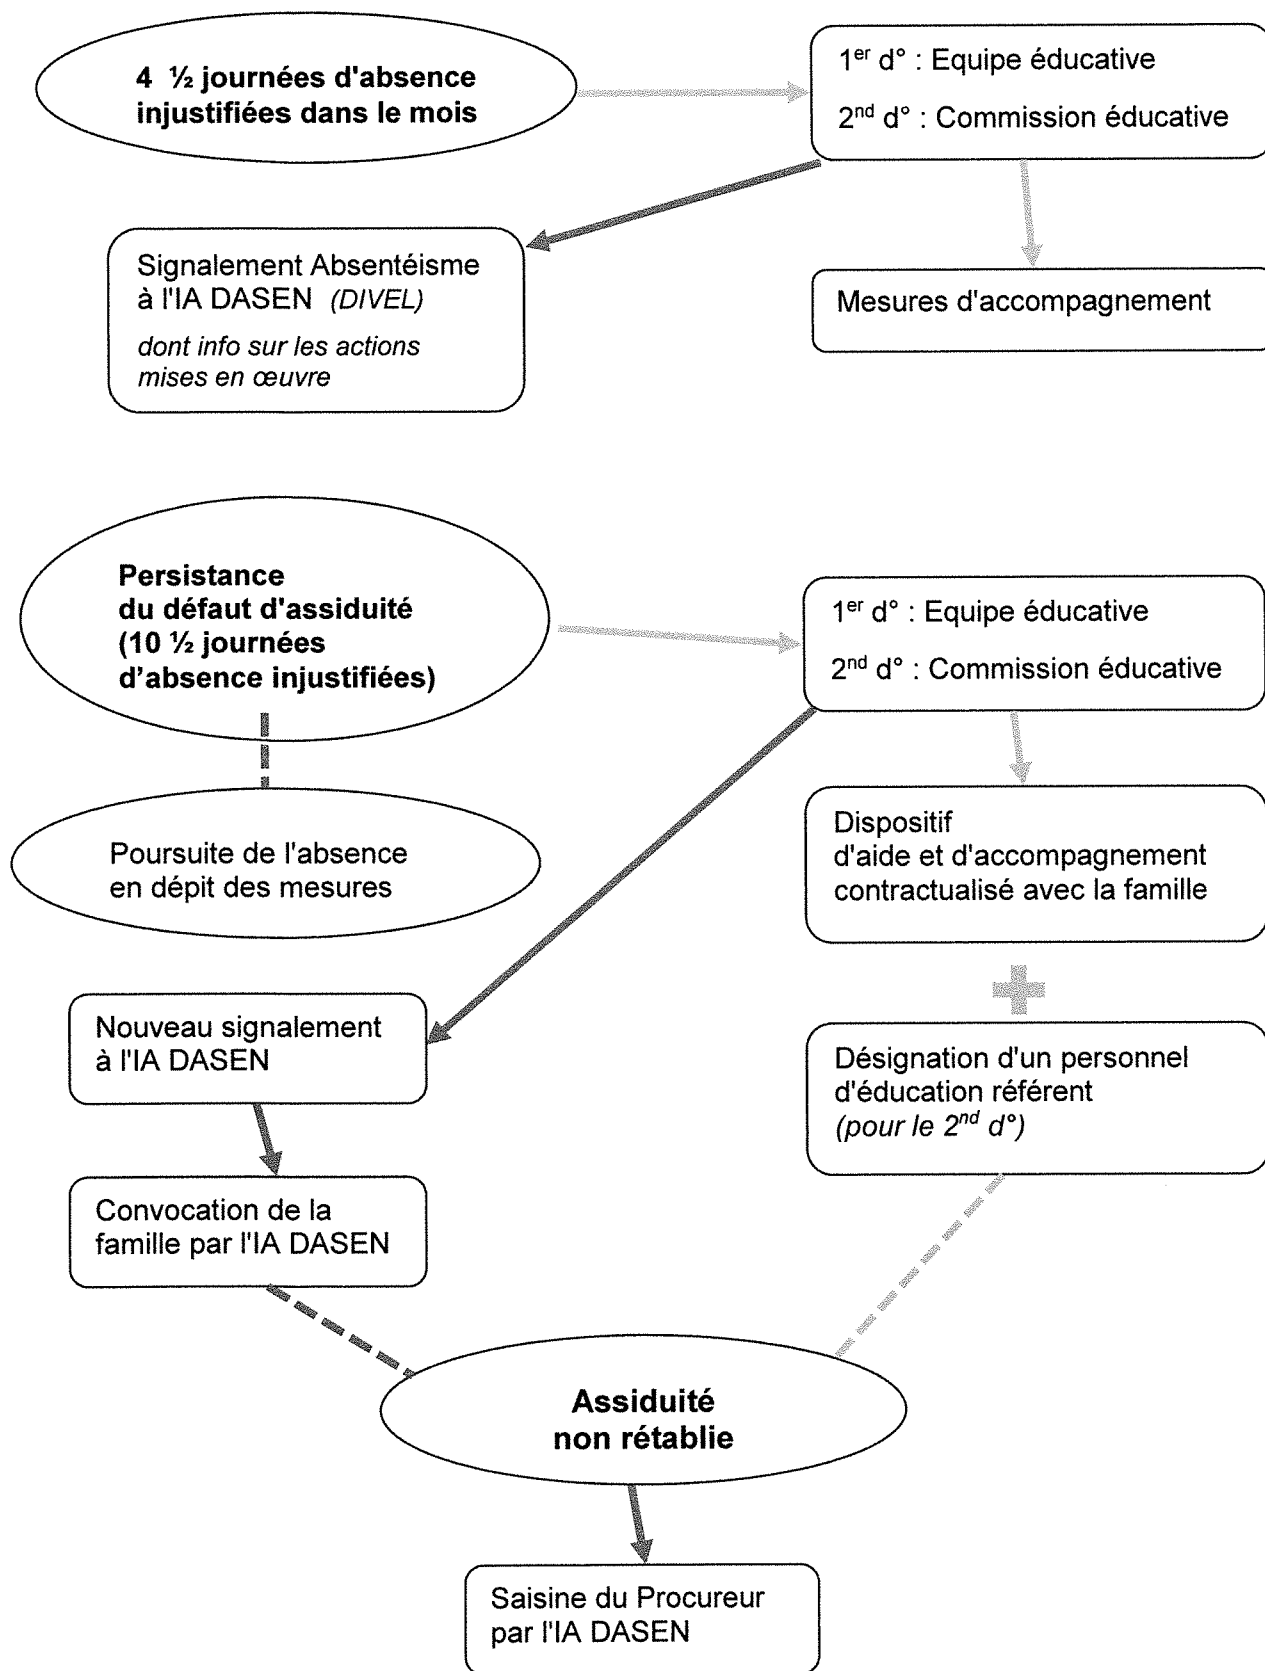 4 ½ journées d'absence
injustifiées dans le mois
1er d° : Equipe éducative
2nd d° : Commission éducative
Signalement Absentéisme
à l'IA DASEN (DIVEL)
dont info sur les actions
mises en œuvre
Mesures d'accompagnement
Persistance
du défaut d'assiduité
(10 ½ journées
d'absence injustifiées)
1er d° : Equipe éducative
2nd d° : Commission éducative
Poursuite de l'absence
en dépit des mesures
Dispositif
d'aide et d'accompagnement
contractualisé avec la famille
Nouveau signalement
à l'IA DASEN
Désignation d'un personnel
d'éducation référent
(pour le 2nd d°)
Convocation de la
famille par l'IA DASEN
Assiduité
non rétablie
Saisine du Procureur
par l'IA DASEN